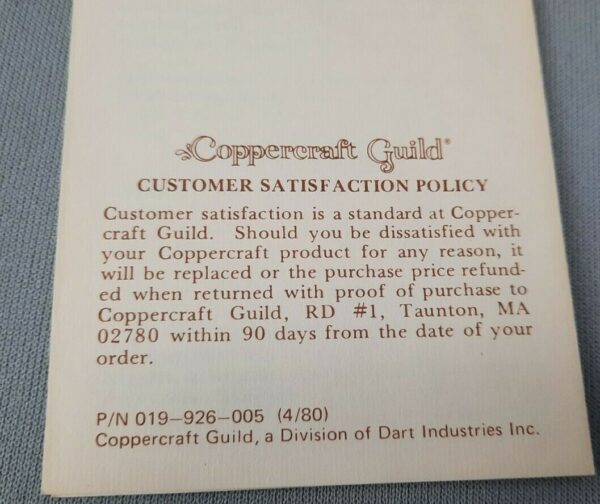 Coppercraft Guild®
CUSTOMER SATISFACTION POLICY
Customer satisfaction is a standard at Copper-
craft Guild. Should you be dissatisfied with
your Coppercraft product for any reason, it
will be replaced or the purchase price refund-
ed when returned with proof of purchase to
Coppercraft Guild, RD #1, Taunton, MA
02780 within 90 days from the date of your
order.
P/N 019–926–005 (4/80)
Coppercraft Guild, a Division of Dart Industries Inc.